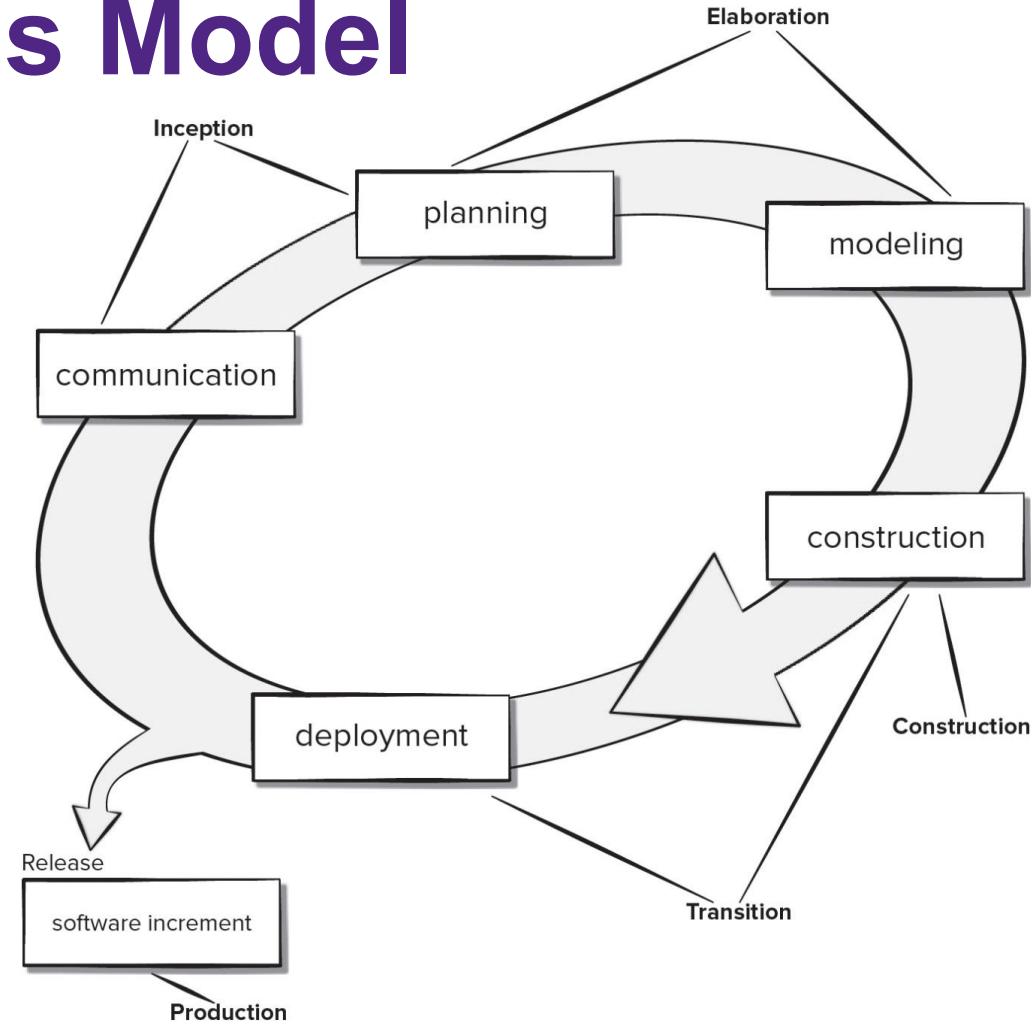 s Model
Elaboration
Inception
planning
modeling
communication
construction
Construction
deployment
Release
software increment
Transition
Production